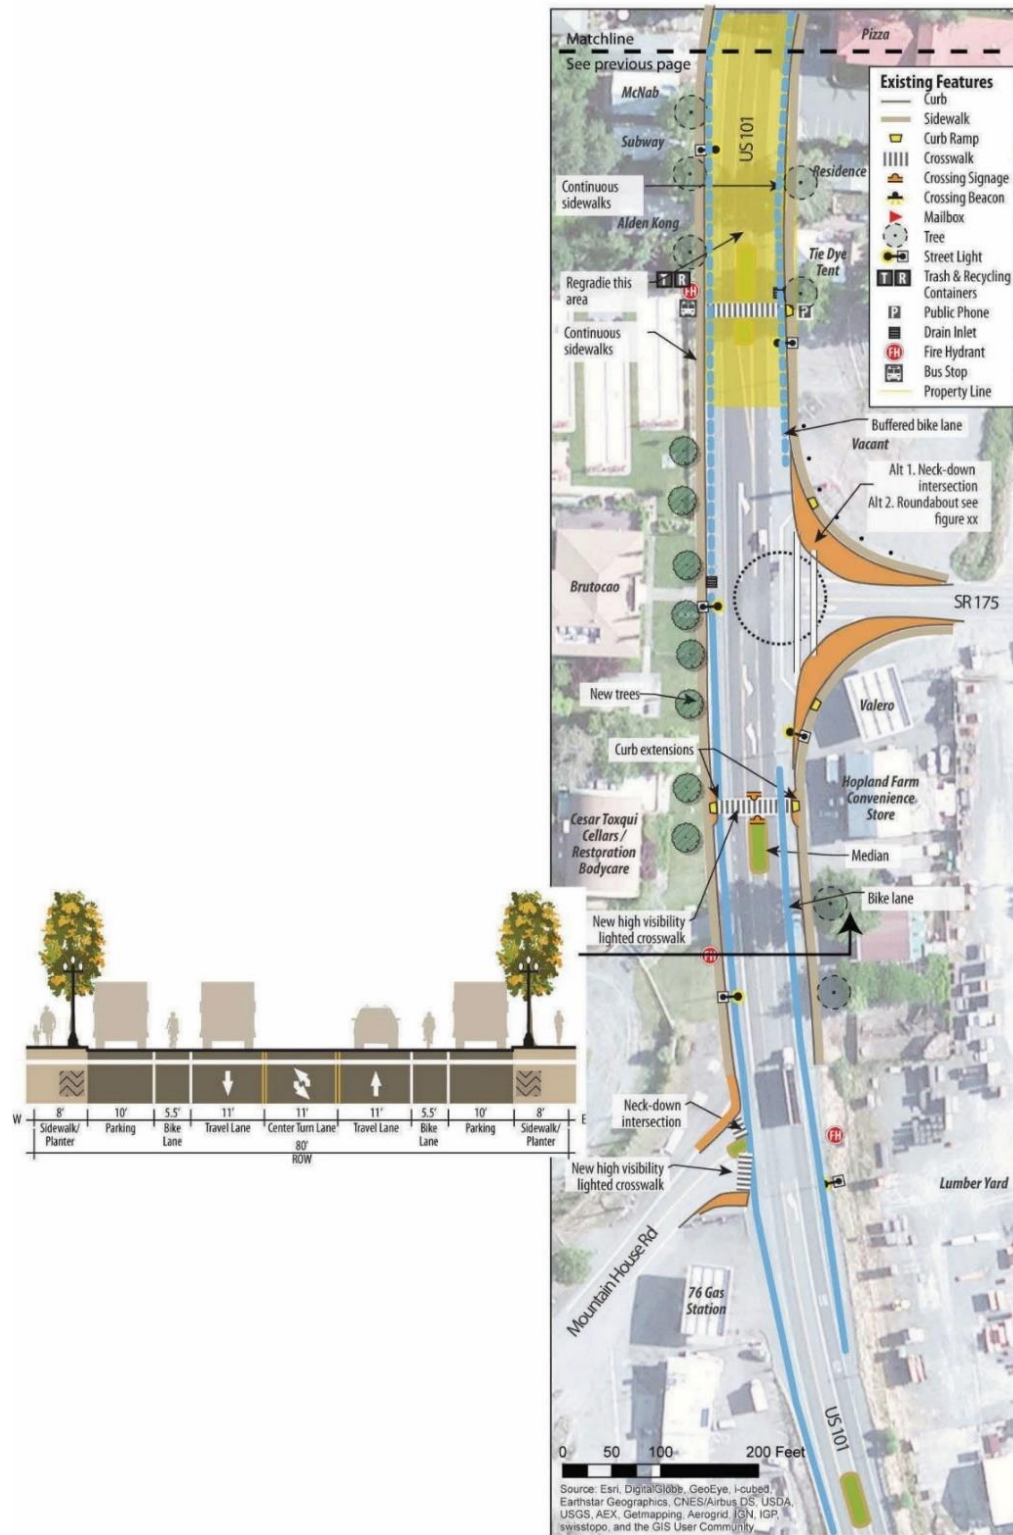 Matchline
See previous page
Pizza
McNab
US 101
Subway
Residence
Continuous
sidewalks
Alden Kong
Tie Dye
Tent
Regradie this
area
T R
FH
P
Continuous
sidewalks
Existing Features
Curb
Sidewalk
Curb Ramp
Crosswalk
Crossing Signage
Crossing Beacon
Mailbox
Tree
Street Light
T R Trash & Recycling
Containers
P Public Phone
Drain Inlet
FH Fire Hydrant
Bus Stop
Property Line
Buffered bike lane
Vacant
Alt 1. Neck-down
intersection
Alt 2. Roundabout see
figure xx
Brutocao
SR 175
New trees
Valero
Curb extensions
Hopland Farm
Convenience
Store
Cesar Toxqui
Cellars /
Restoration
Bodycare
Median
Bike lane
New high visibility
lighted crosswalk
FH
Neck-down
intersection
FH
New high visibility
lighted crosswalk
Lumber Yard
Mountain House Rd
76 Gas
Station
US 101
W 8' 10' 5.5' 11' 11' 11' 5.5' 10' 8' E
Sidewalk/ Parking Bike Travel Lane Center Turn Lane Travel Lane Bike Parking Sidewalk/
Planter Lane Lane Planter
80'
ROW
0 50 100 200 Feet
Source: Esri, DigitalGlobe, GeoEye, i-cubed,
Earthstar Geographics, CNES/Airbus DS, USDA,
USGS, AEX, Getmapping, Aerogrid, IGN, IGP,
swisstopo, and the GIS User Community